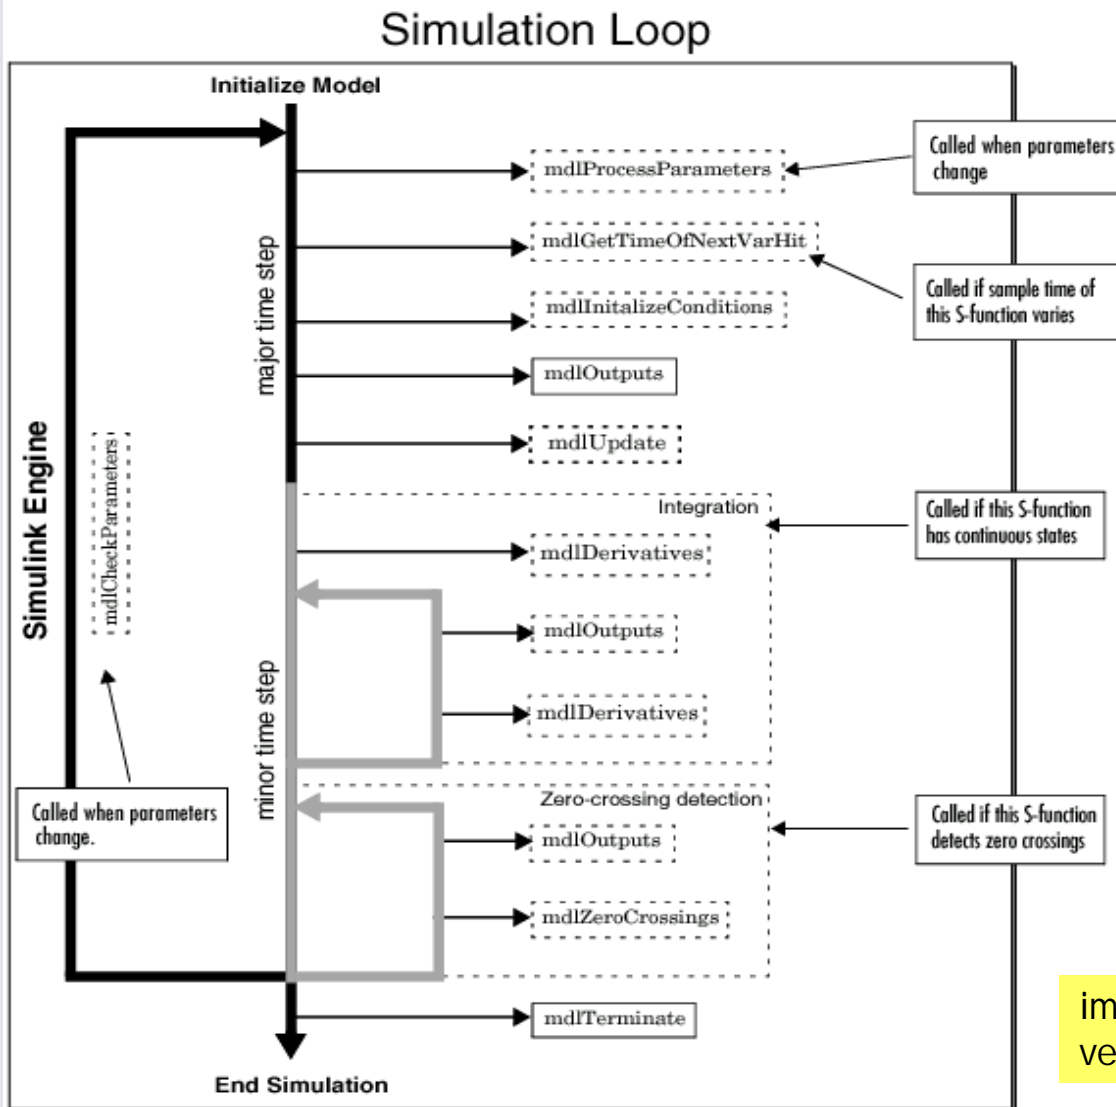 Simulation Loop
Initialize Model
mdlProcessParameters
Called when parameters
change
mdlGetTimeOfNextVarHit
Called if sample time of
this S-function varies
mdlInitalizeConditions
major time step
mdlOutputs
mdlUpdate
Simulink Engine
mdlCheckParameters
Called when parameters
change.
Integration
Called if this S-function
has continuous states
mdlDerivatives
mdlOutputs
mdlDerivatives
minor time step
Zero-crossing detection
Called if this S-function
detects zero crossings
mdlOutputs
mdlZeroCrossings
mdlTerminate
End Simulation